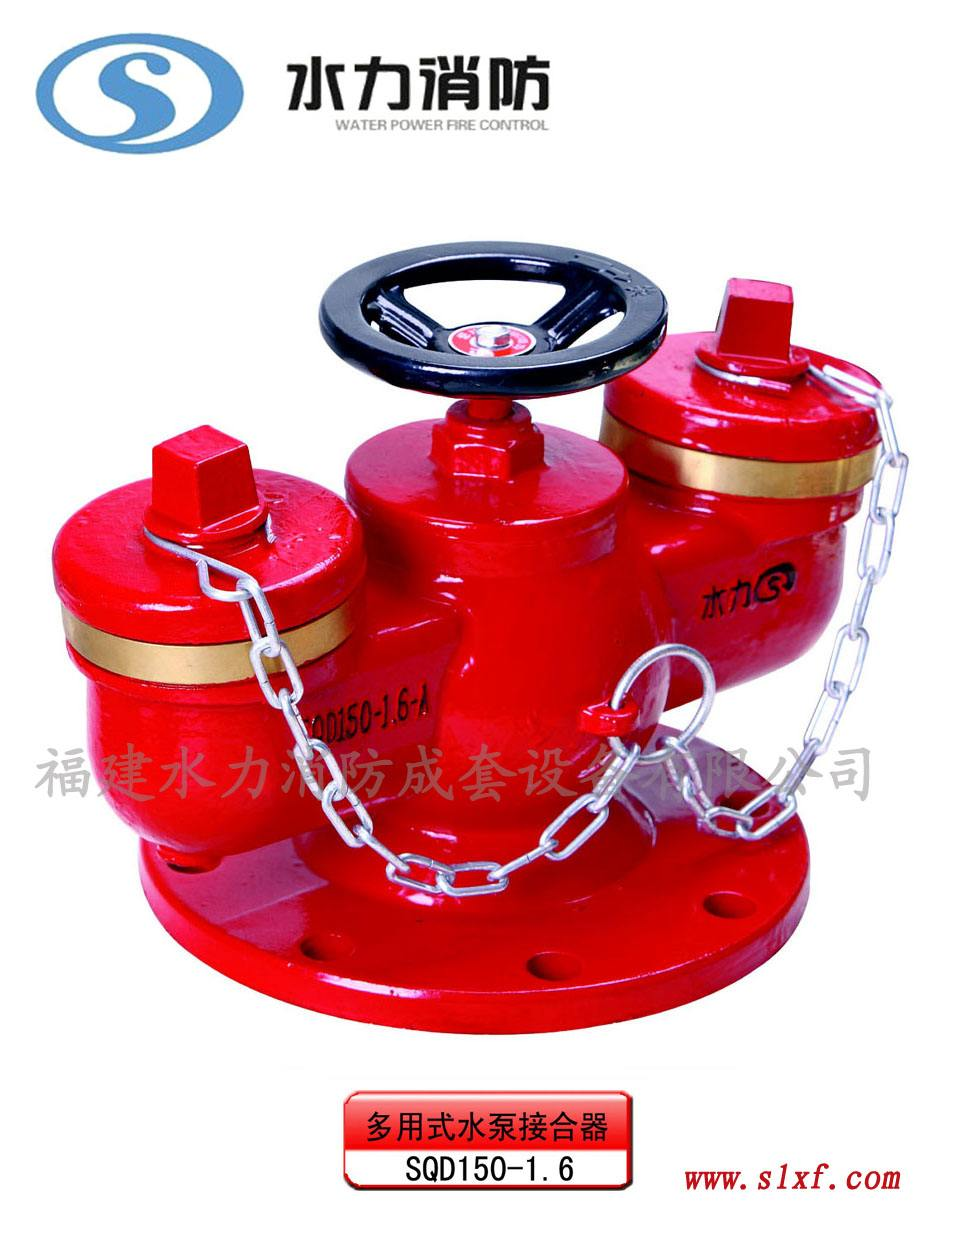 水力消防
WATER POWER FIRE CONTROL
水力
QD150-1.6-A
福建水力消防成套设备有限公司
多用式水泵接合器
SQD150-1.6
www.slxf.com